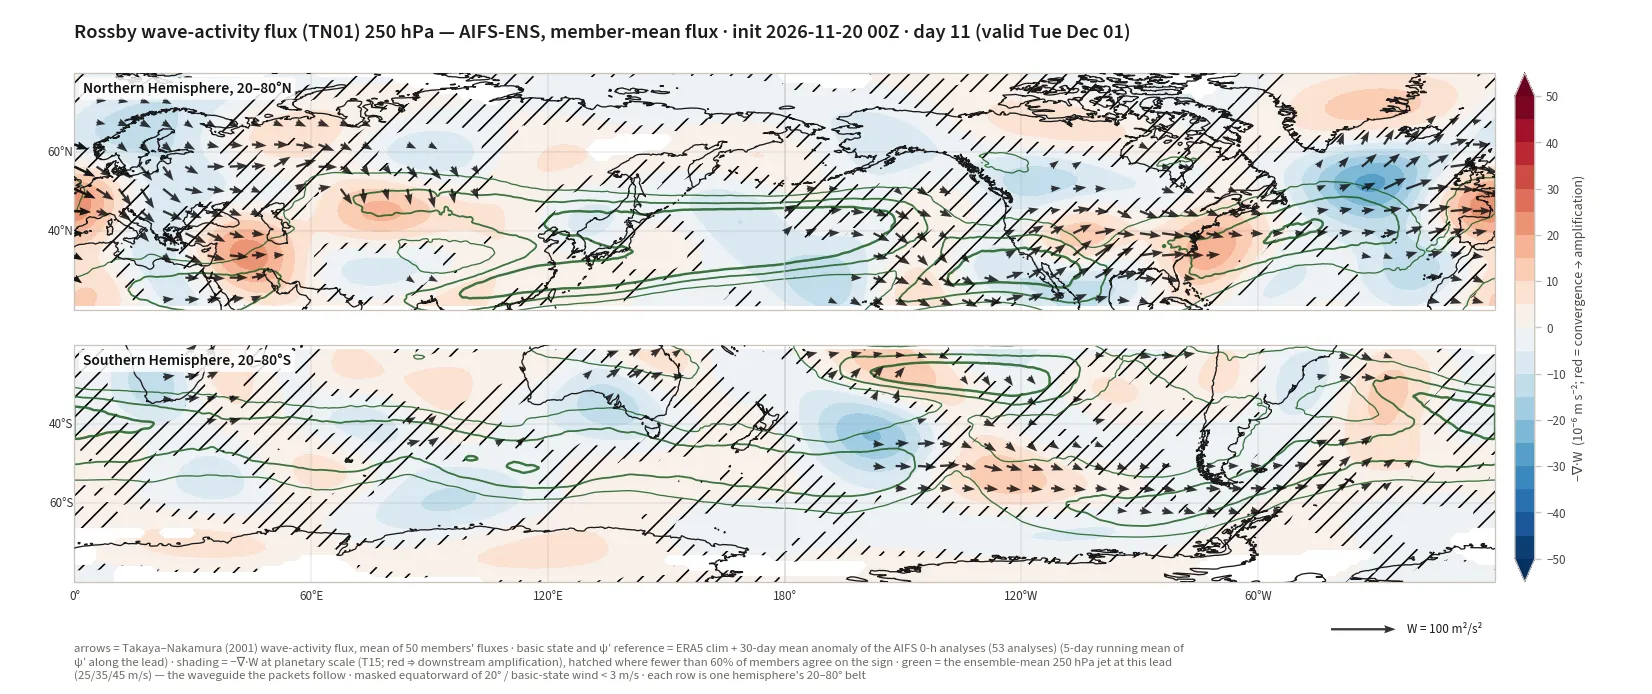 Rossby wave-activity flux (TN01) 250 hPa — AIFS-ENS, member-mean flux · init 2026-11-20 00Z · day 11 (valid Tue Dec 01)
Northern Hemisphere, 20–80°N
60°N
40°N
Southern Hemisphere, 20–80°S
40°S
60°S
0°
60°E
120°E
180°
120°W
60°W
50
40
30
20
10
0
−10
−20
−30
−40
−50
−∇·W (10⁻⁶ m s⁻²; red = convergence → amplification)
W = 100 m²/s²
arrows = Takaya–Nakamura (2001) wave-activity flux, mean of 50 members' fluxes · basic state and ψ' reference = ERA5 clim + 30-day mean anomaly of the AIFS 0-h analyses (53 analyses) (5-day running mean of
ψ' along the lead) · shading = −∇·W at planetary scale (T15; red ⇒ downstream amplification), hatched where fewer than 60% of members agree on the sign · green = the ensemble-mean 250 hPa jet at this lead
(25/35/45 m/s) — the waveguide the packets follow · masked equatorward of 20° / basic-state wind < 3 m/s · each row is one hemisphere's 20–80° belt